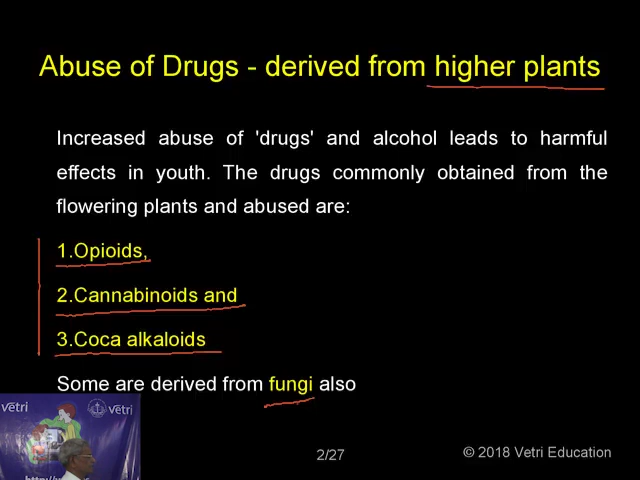 Abuse of Drugs - derived from higher plants
Increased abuse of 'drugs' and alcohol leads to harmful
effects in youth. The drugs commonly obtained from the
flowering plants and abused are:
1.Opioids,
2.Cannabinoids and
3.Coca alkaloids
Some are derived from fungi also
vetri
vetri
2/27
© 2018 Vetri Education